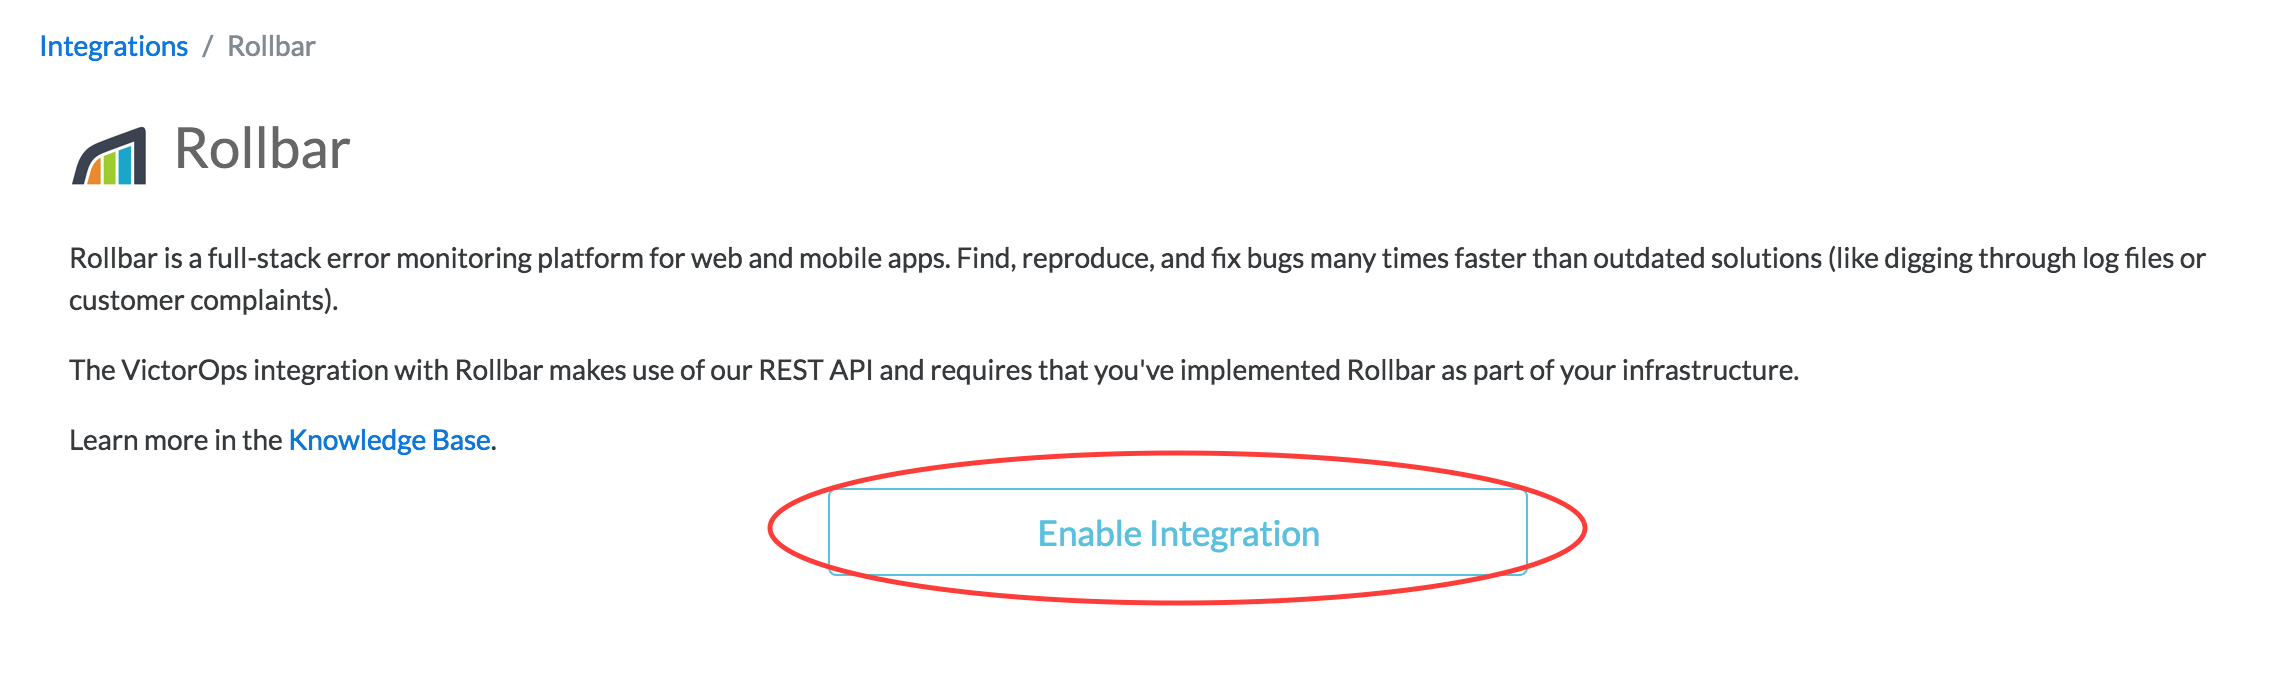 Integrations / Rollbar
Rollbar
Rollbar is a full-stack error monitoring platform for web and mobile apps. Find, reproduce, and fix bugs many times faster than outdated solutions (like digging through log files or
customer complaints).
The VictorOps integration with Rollbar makes use of our REST API and requires that you've implemented Rollbar as part of your infrastructure.
Learn more in the Knowledge Base.
Enable Integration